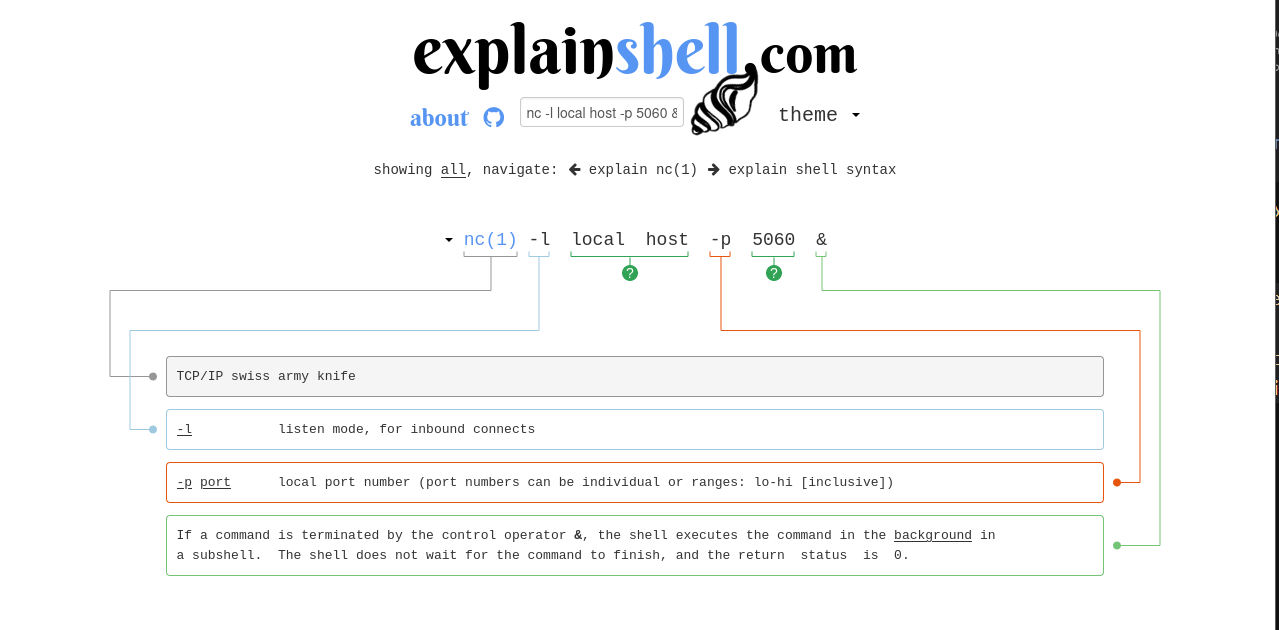 explainshell.com
about nc -l local host -p 5060 & theme
showing all, navigate: explain nc(1) explain shell syntax
nc(1) -l local host -p 5060 &
? ?
TCP/IP swiss army knife
-l listen mode, for inbound connects
-p port local port number (port numbers can be individual or ranges: lo-hi [inclusive])
If a command is terminated by the control operator &, the shell executes the command in the background in
a subshell. The shell does not wait for the command to finish, and the return status is 0.